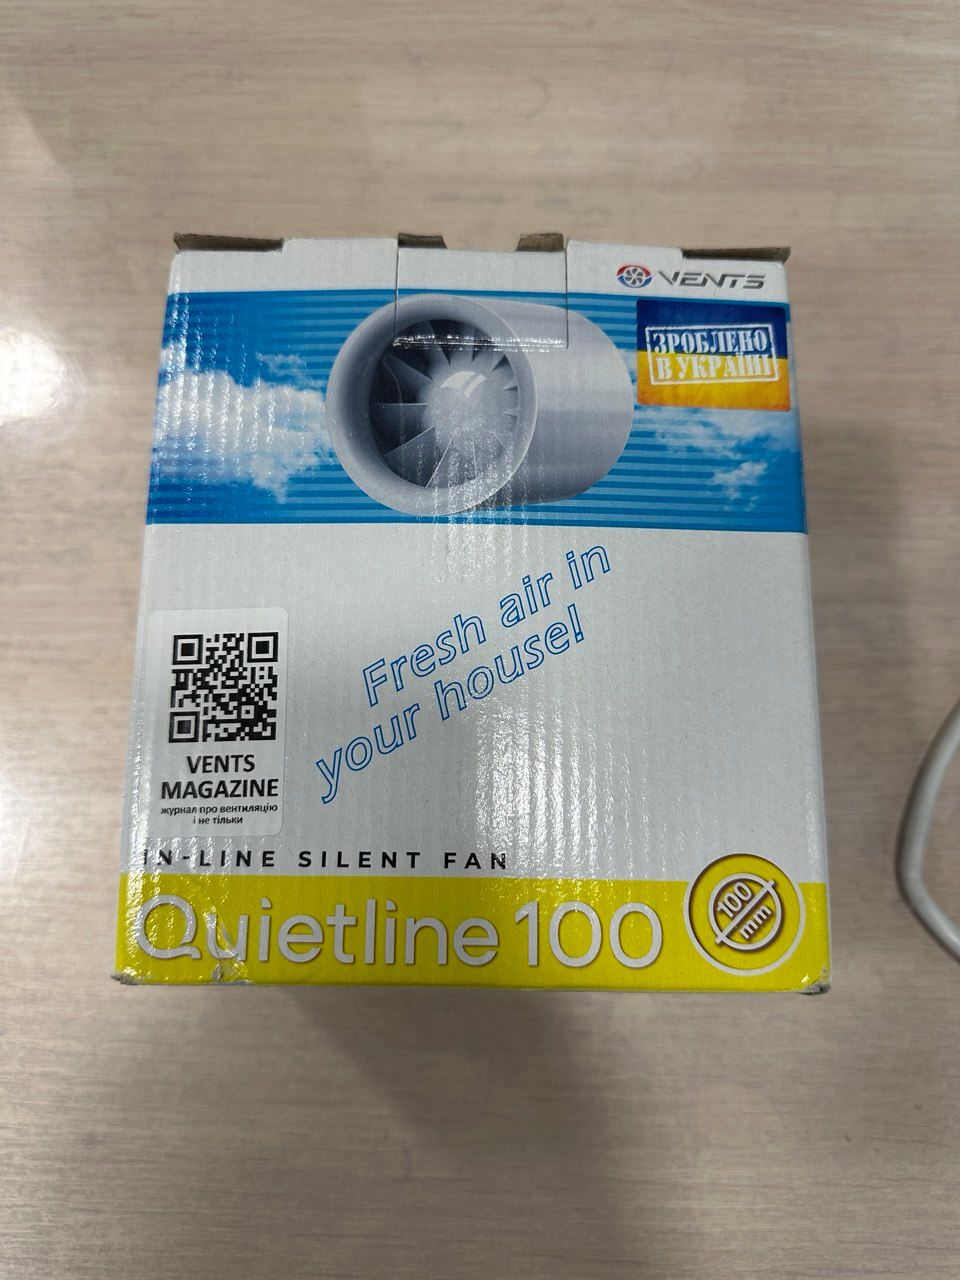 VENTS
ЗРОБЛЕНО
В УКРАЇНІ
Fresh air in
your house!
VENTS
MAGAZINE
журнал про вентиляцію
і не тільки
IN-LINE SILENT FAN
Quietline 100
100
mm